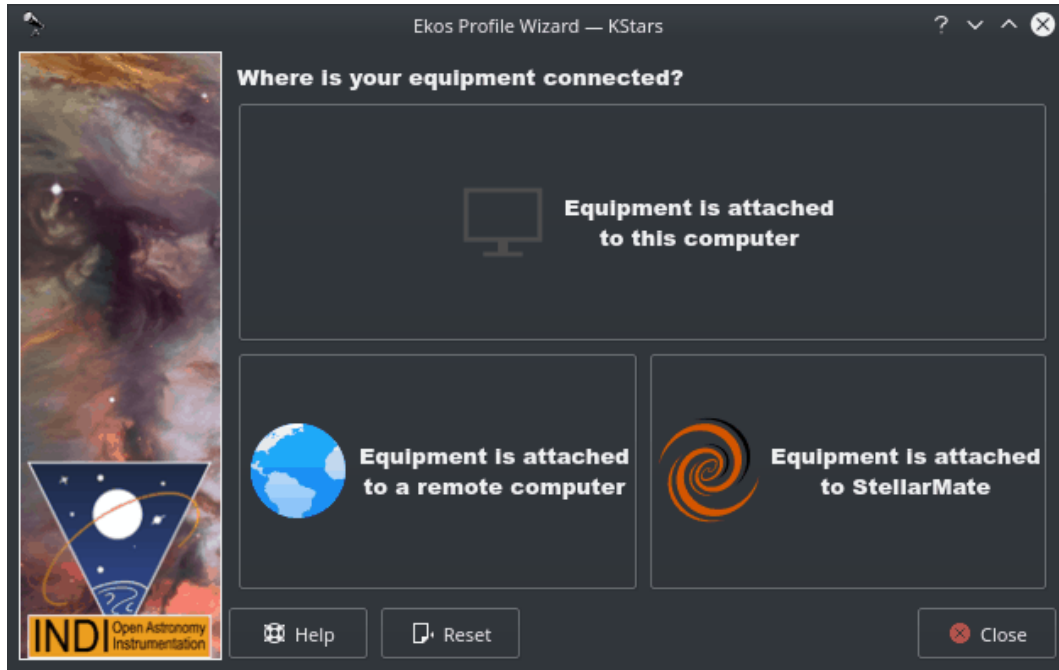 Ekos Profile Wizard — KStars
Where is your equipment connected?
Equipment is attached
to this computer
Equipment is attached
to a remote computer
Equipment is attached
to StellarMate
INDI
Open Astronomy
Instrumentation
Help
Reset
Close